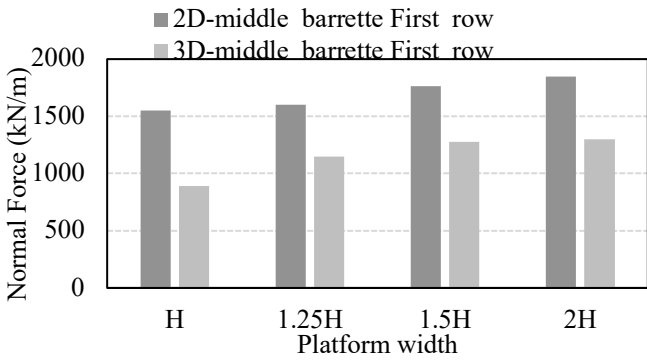 2D-middle barrette First row
3D-middle barrette First row
Normal Force (kN/m)
2000
1500
1000
500
0
H 1.25H 1.5H 2H
Platform width